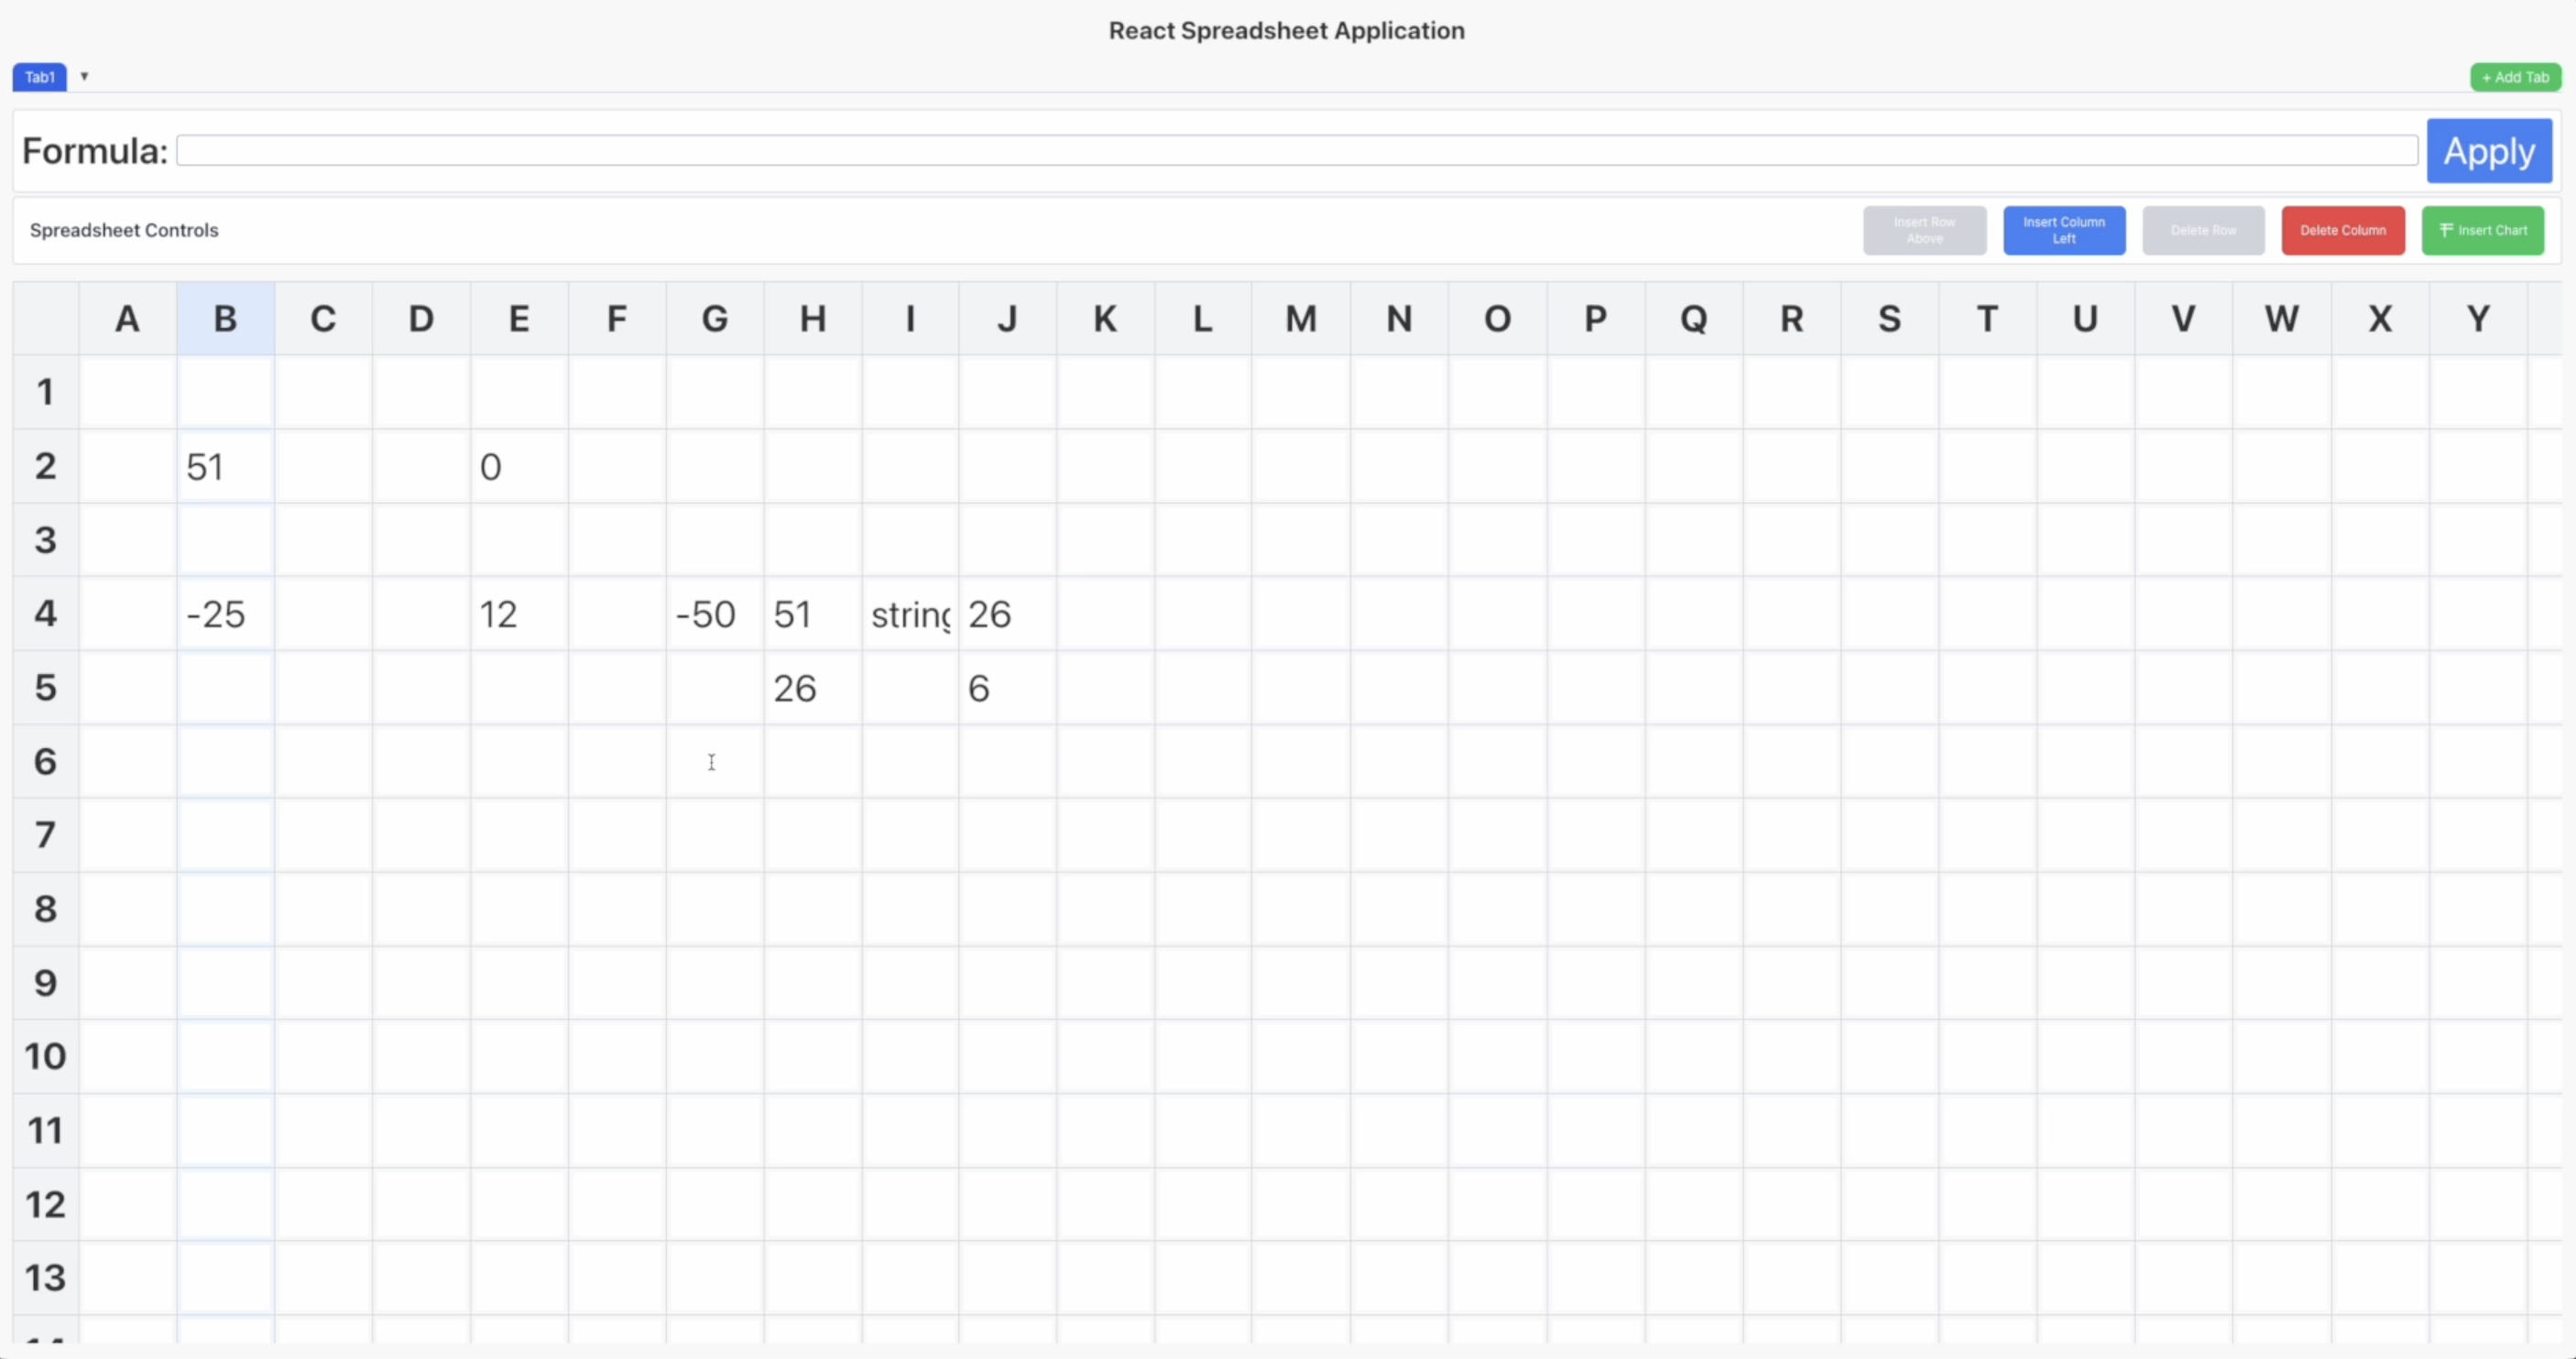 React Spreadsheet Application
Tab1 ▼ + Add Tab
Formula: Apply
Spreadsheet Controls Insert Row Above Insert Column Left Delete Row Delete Column Insert Chart
A B C D E F G H I J K L M N O P Q R S T U V W X Y
1
2 51 0
3
4 -25 12 -50 51 string 26
5 26 6
6
7
8
9
10
11
12
13